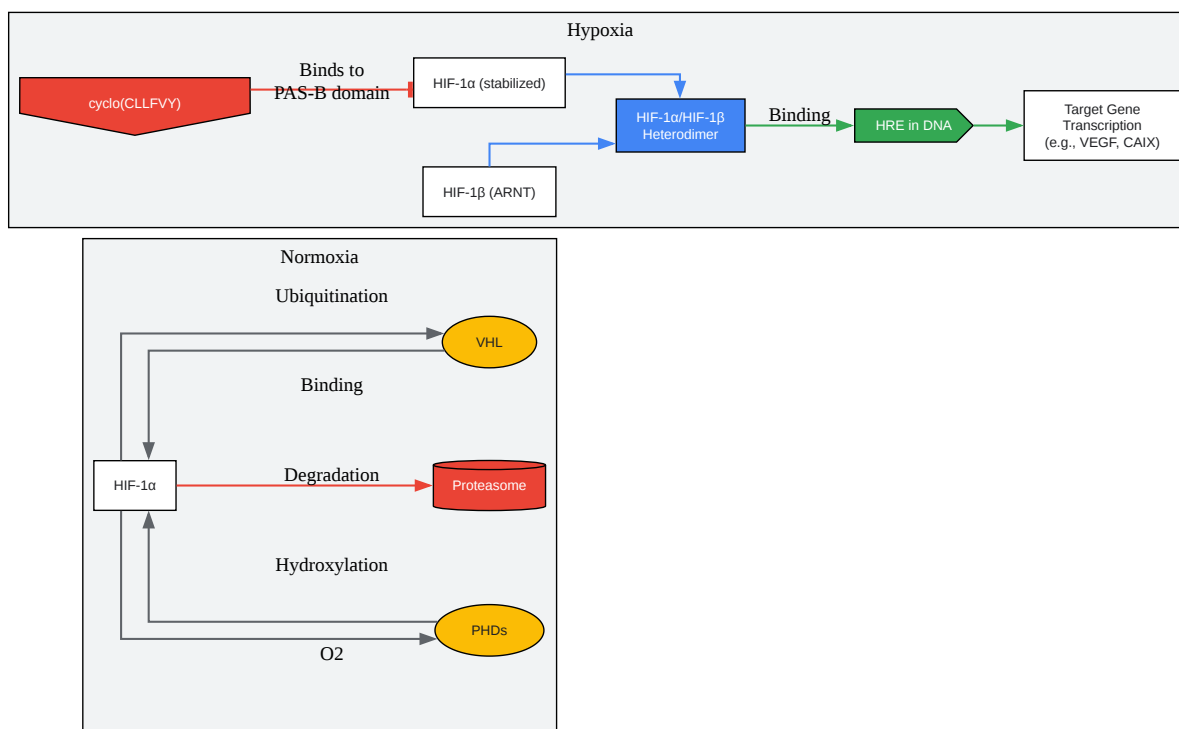 Hypoxia
Binds to
PAS-B domain
cyclo(CLLFVY)
HIF-1α (stabilized)
HIF-1α/HIF-1β
Heterodimer
Binding
HRE in DNA
Target Gene
Transcription
(e.g., VEGF, CAIX)
HIF-1β (ARNT)
Normoxia
Ubiquitination
VHL
Binding
HIF-1α
Degradation
Proteasome
Hydroxylation
PHDs
O2